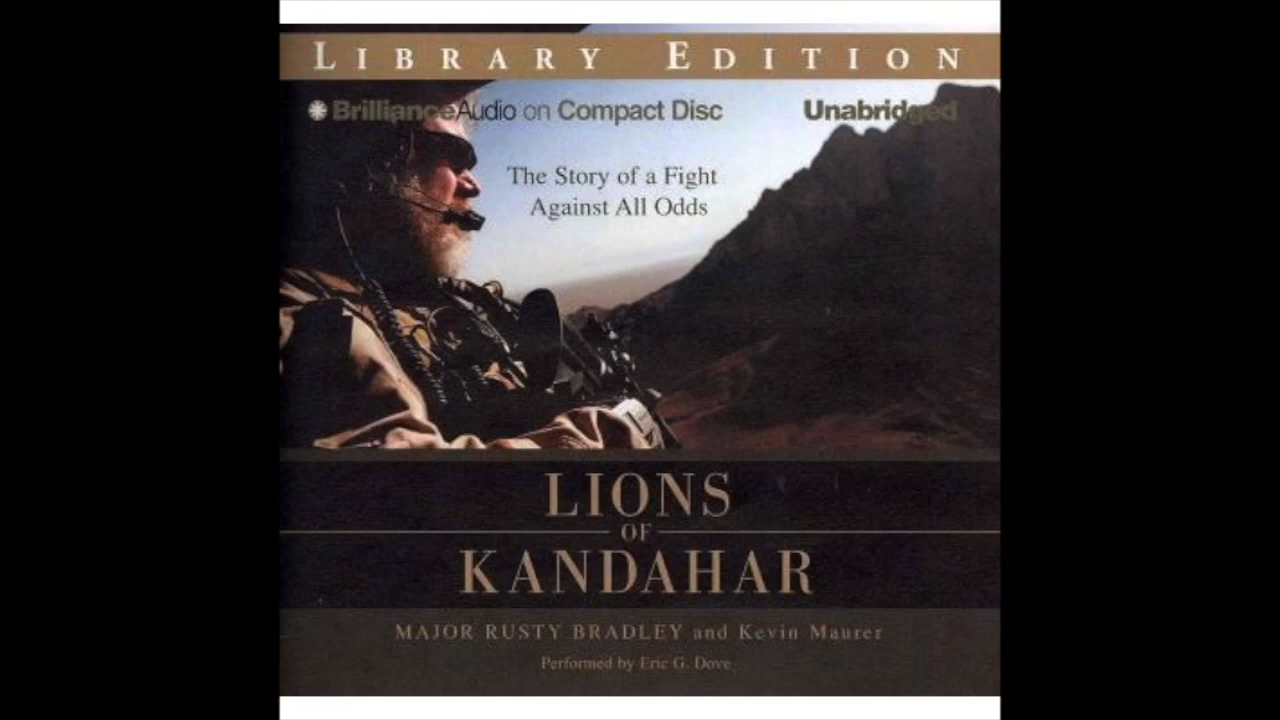 LIBRARY EDITION
BrillianceAudio on Compact Disc
Unabridged
The Story of a Fight
Against All Odds
LIONS
OF
KANDAHAR
MAJOR RUSTY BRADLEY and Kevin Maurer
Performed by Eric G. Dove